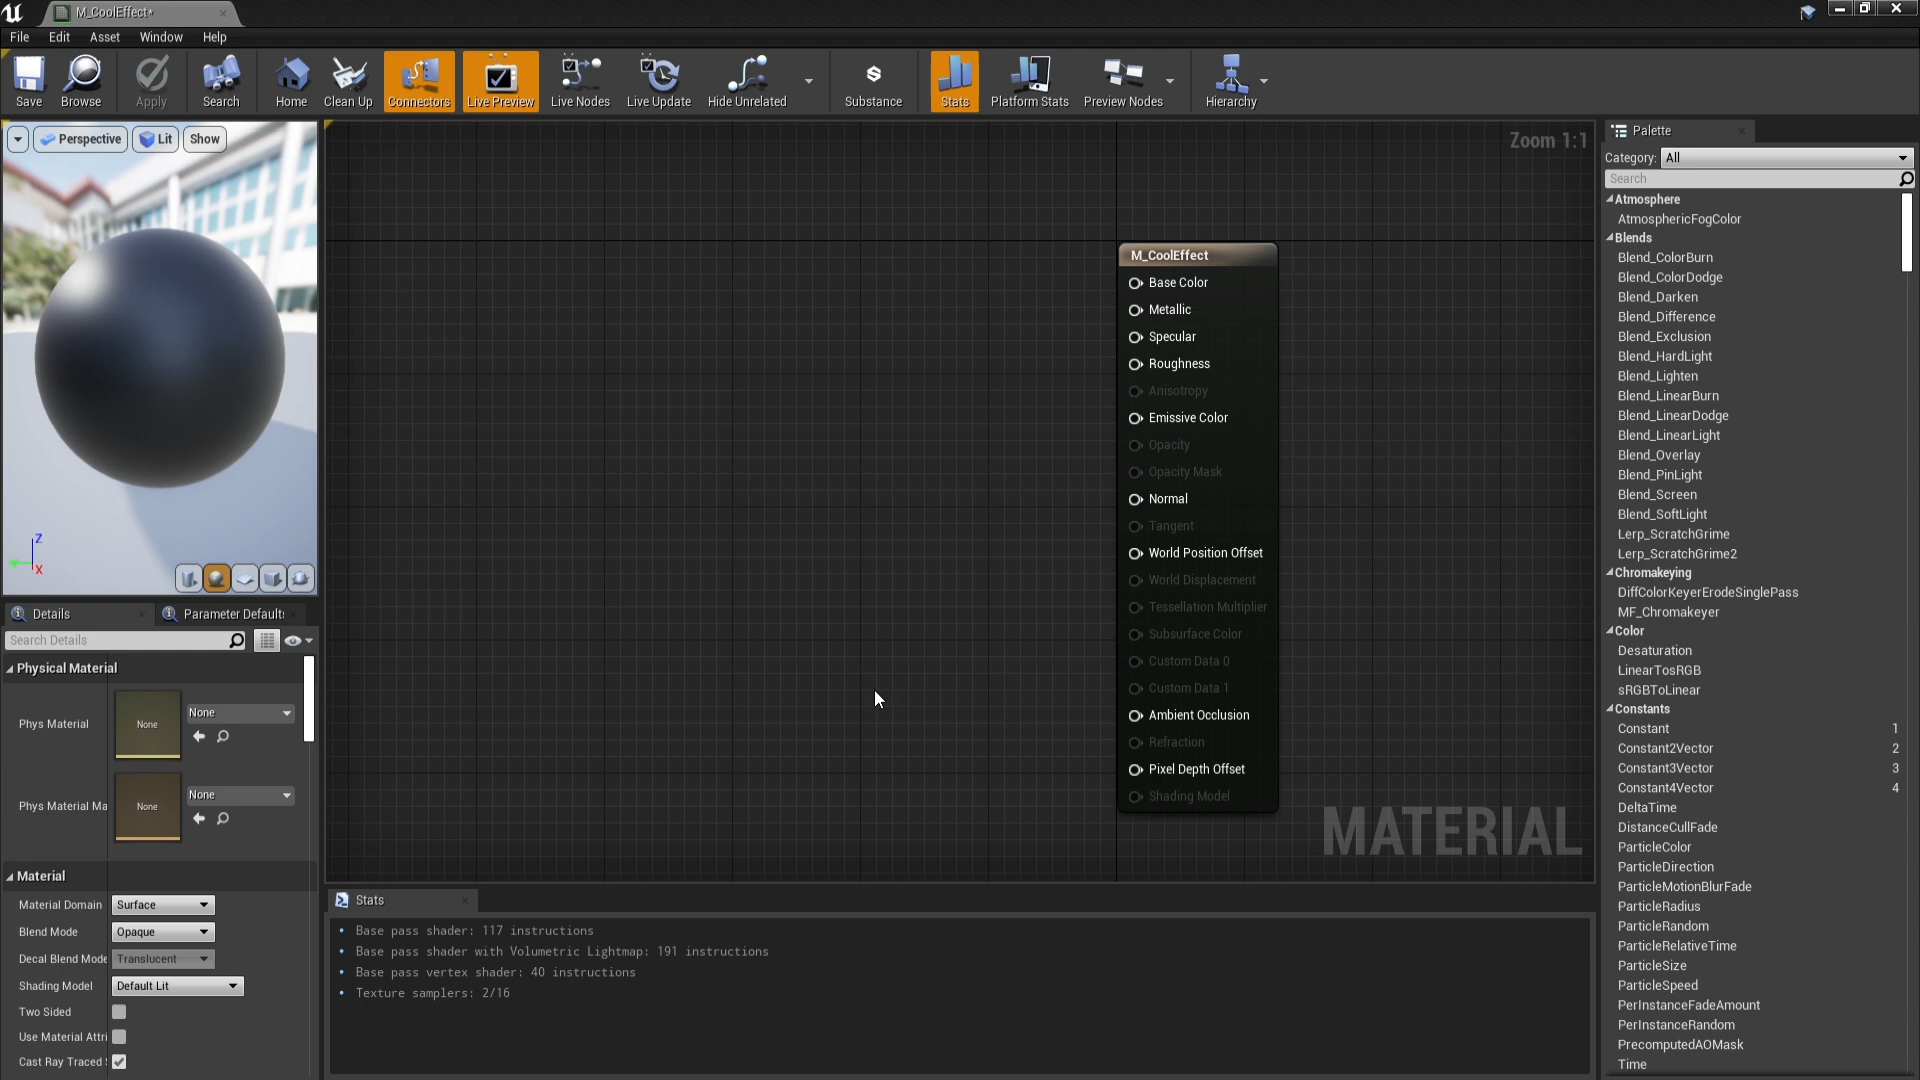 M_CoolEffect*
File Edit Asset Window Help
Save Browse Apply Search Home Clean Up Connectors Live Preview Live Nodes Live Update Hide Unrelated Substance Stats Platform Stats Preview Nodes Hierarchy
Perspective Lit Show
Z
X
Details Parameter Defaults
Search Details
Physical Material
Phys Material None None
Phys Material Ma None None
Material
Material Domain Surface
Blend Mode Opaque
Decal Blend Mode Translucent
Shading Model Default Lit
Two Sided
Use Material Attri
Cast Ray Traced
Zoom 1:1
M_CoolEffect
Base Color
Metallic
Specular
Roughness
Anisotropy
Emissive Color
Opacity
Opacity Mask
Normal
Tangent
World Position Offset
World Displacement
Tessellation Multiplier
Subsurface Color
Custom Data 0
Custom Data 1
Ambient Occlusion
Refraction
Pixel Depth Offset
Shading Model
MATERIAL
Stats
Base pass shader: 117 instructions
Base pass shader with Volumetric Lightmap: 191 instructions
Base pass vertex shader: 40 instructions
Texture samplers: 2/16
Palette
Category: All
Search
Atmosphere
AtmosphericFogColor
Blends
Blend_ColorBurn
Blend_ColorDodge
Blend_Darken
Blend_Difference
Blend_Exclusion
Blend_HardLight
Blend_Lighten
Blend_LinearBurn
Blend_LinearDodge
Blend_LinearLight
Blend_Overlay
Blend_PinLight
Blend_Screen
Blend_SoftLight
Lerp_ScratchGrime
Lerp_ScratchGrime2
Chromakeying
DiffColorKeyerErodeSinglePass
MF_Chromakeyer
Color
Desaturation
LinearTosRGB
sRGBToLinear
Constants
Constant 1
Constant2Vector 2
Constant3Vector 3
Constant4Vector 4
DeltaTime
DistanceCullFade
ParticleColor
ParticleDirection
ParticleMotionBlurFade
ParticleRadius
ParticleRandom
ParticleRelativeTime
ParticleSize
ParticleSpeed
PerInstanceFadeAmount
PerInstanceRandom
PrecomputedAOMask
Time